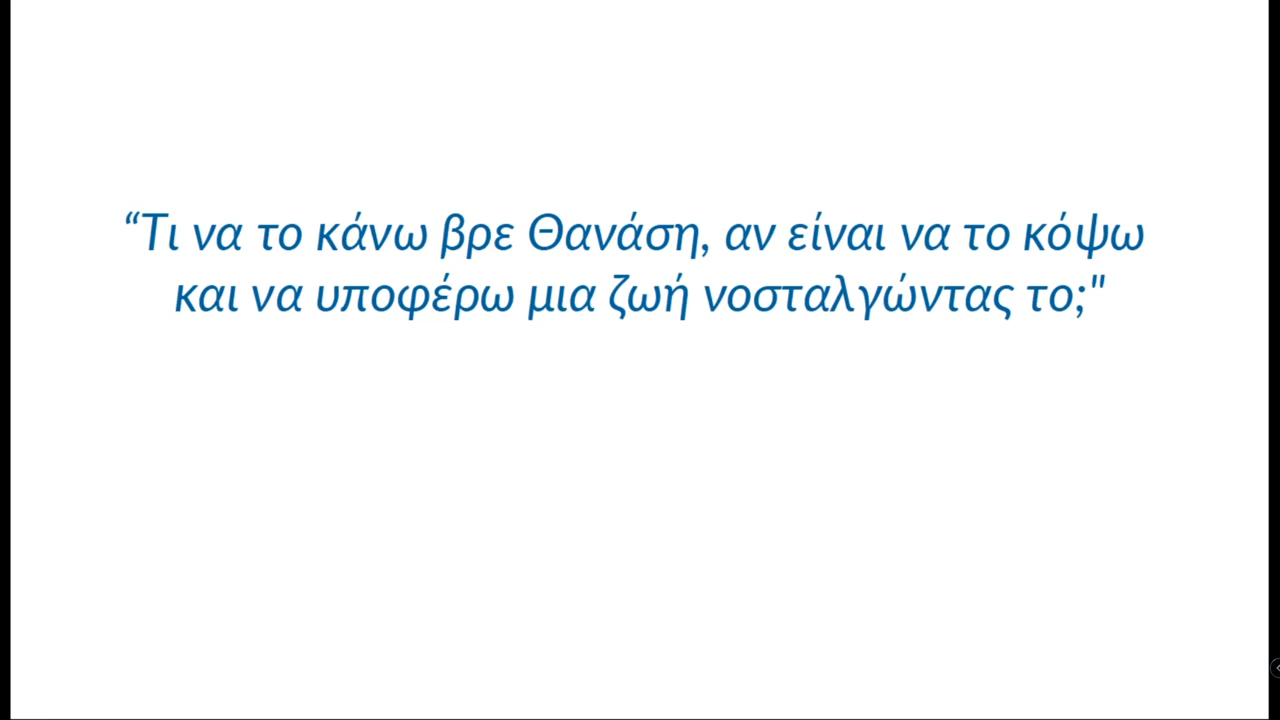 “Τι να το κάνω βρε Θανάση, αν είναι να το κόψω
και να υποφέρω μια ζωή νοσταλγώντας το;"